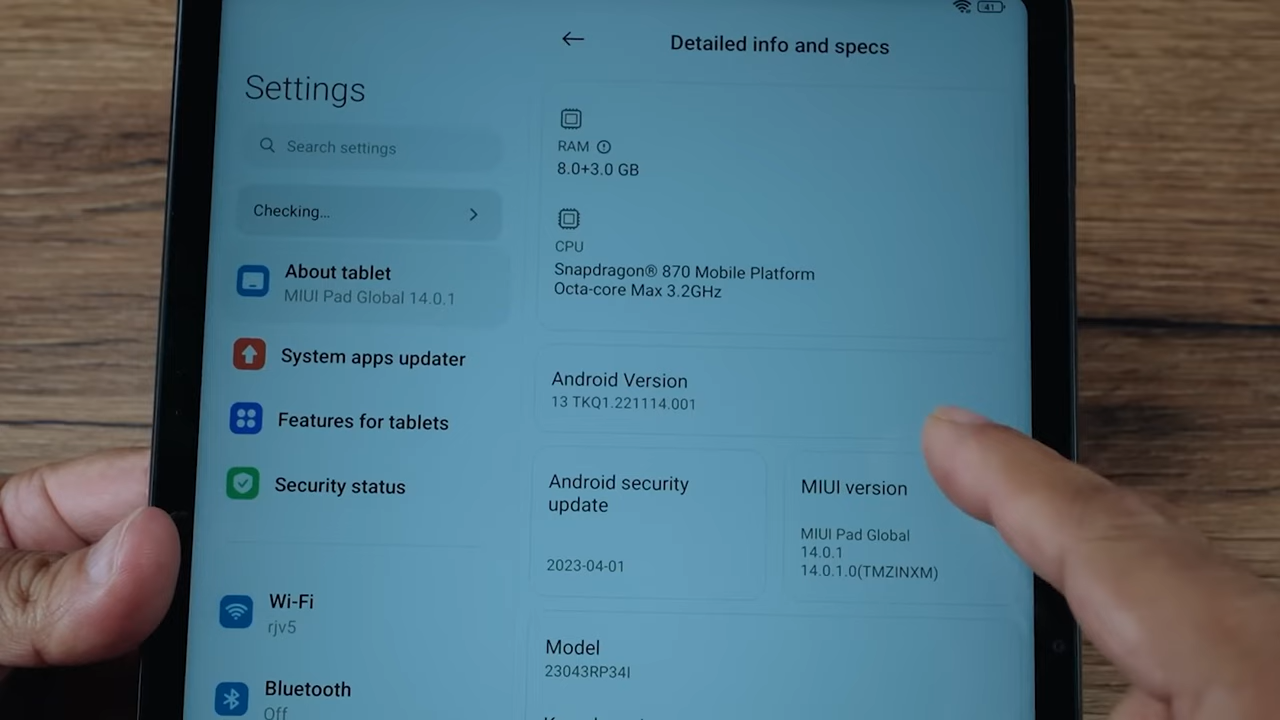 41
Settings
Search settings
Checking...
About tablet
MIUI Pad Global 14.0.1
System apps updater
Features for tablets
Security status
Wi-Fi
rjv5
Bluetooth
Off
Detailed info and specs
RAM
8.0+3.0 GB
CPU
Snapdragon® 870 Mobile Platform
Octa-core Max 3.2GHz
Android Version
13 TKQ1.221114.001
Android security
update
2023-04-01
MIUI version
MIUI Pad Global
14.0.1
14.0.1.0(TMZINXM)
Model
23043RP34I